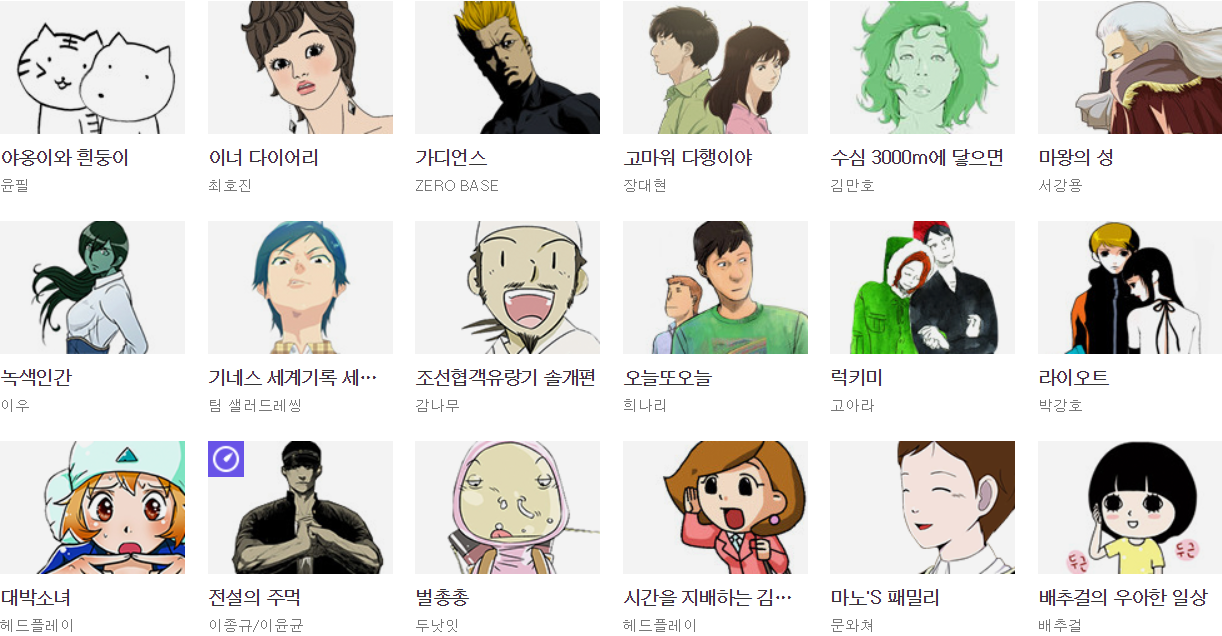 야옹이와 흰둥이
윤필
이너 다이어리
최호진
가디언스
ZERO BASE
고마워 다행이야
장대현
수심 3000m에 닿으면
김만호
마왕의 성
서강용
녹색인간
이우
기네스 세계기록 세…
팀 샐러드레씽
조선협객유랑기 솔개편
감나무
오늘또오늘
희나리
럭키미
고아라
라이오트
박강호
대박소녀
헤드플레이
전설의 주먹
이종규/이윤균
벌총총
두낫잇
시간을 지배하는 김…
헤드플레이
마노'S 패밀리
문와쳐
두근
두근
배추걸의 우아한 일상
배추걸